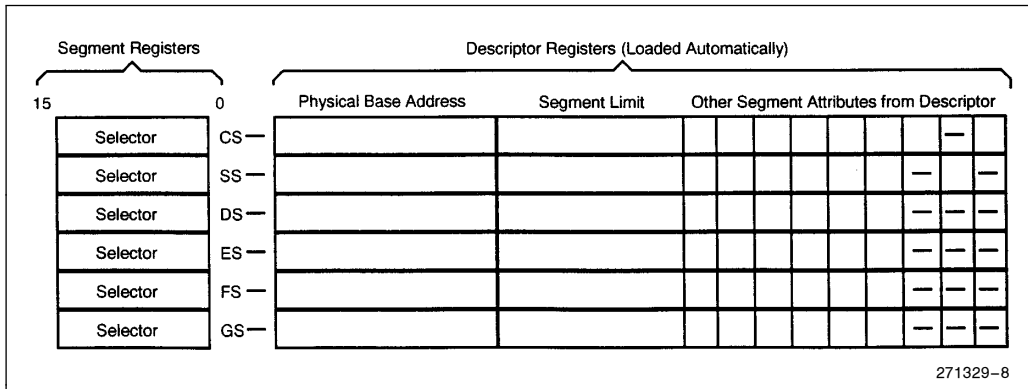 Segment Registers
Descriptor Registers (Loaded Automatically)
15
0
Physical Base Address
Segment Limit
Other Segment Attributes from Descriptor
Selector
CS—
—
Selector
SS—
— —
Selector
DS—
— — —
Selector
ES—
— — —
Selector
FS—
— — —
Selector
GS—
— — —
271329–8